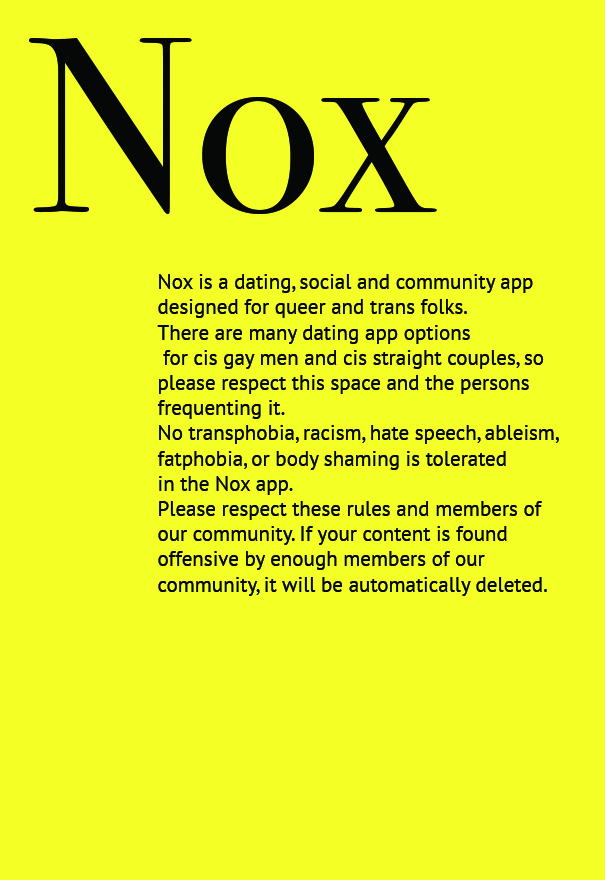 Nox
Nox is a dating, social and community app
designed for queer and trans folks.
There are many dating app options
for cis gay men and cis straight couples, so
please respect this space and the persons
frequenting it.
No transphobia, racism, hate speech, ableism,
fatphobia, or body shaming is tolerated
in the Nox app.
Please respect these rules and members of
our community. If your content is found
offensive by enough members of our
community, it will be automatically deleted.